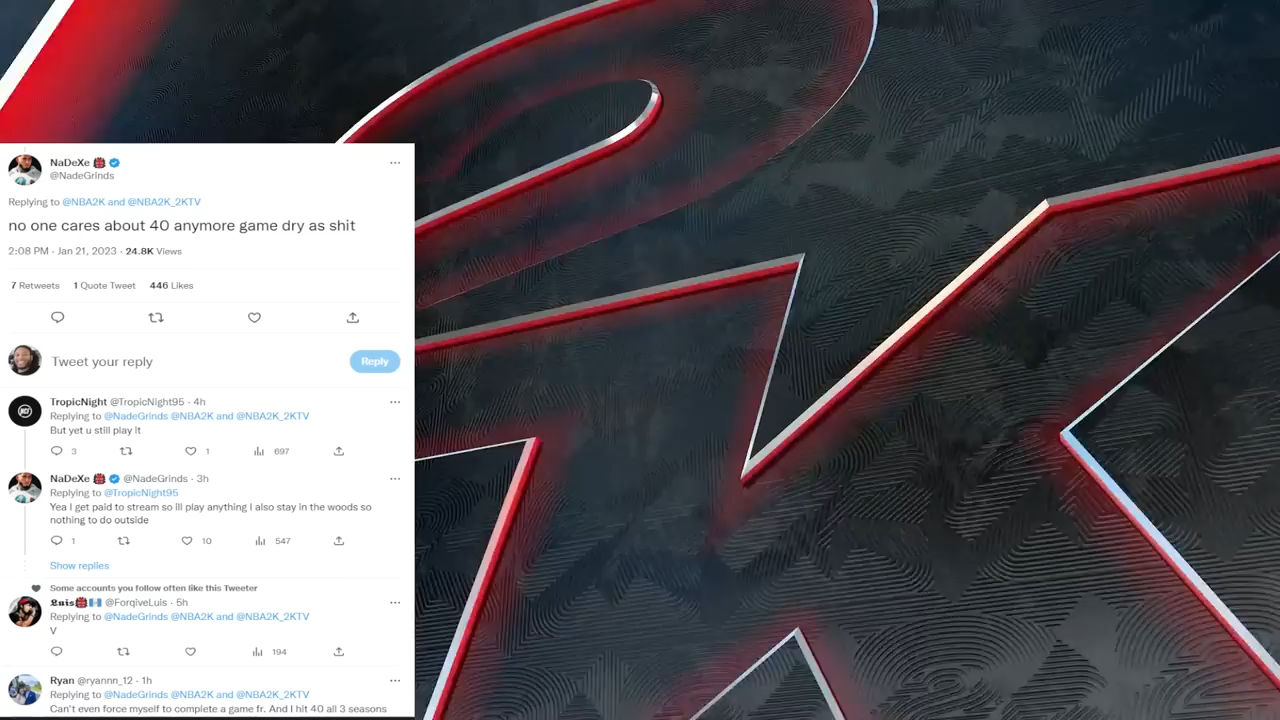 NaDeXe
@NadeGrinds
Replying to @NBA2K and @NBA2K_2KTV
no one cares about 40 anymore game dry as shit
2:08 PM · Jan 21, 2023 · 24.8K Views
7 Retweets 1 Quote Tweet 446 Likes
Tweet your reply
Reply
TropicNight @TropicNight95 · 4h
Replying to @NadeGrinds @NBA2K and @NBA2K_2KTV
But yet u still play it
3 1 697
NaDeXe @NadeGrinds · 3h
Replying to @TropicNight95
Yea I get paid to stream so ill play anything I also stay in the woods so
nothing to do outside
1 10 547
Show replies
Some accounts you follow often like this Tweeter
𝕷𝖚𝖎𝖘 @ForqiveLuis · 5h
Replying to @NadeGrinds @NBA2K and @NBA2K_2KTV
V
194
Ryan @ryannn_12 · 1h
Replying to @NadeGrinds @NBA2K and @NBA2K_2KTV
Can't even force myself to complete a game fr. And I hit 40 all 3 seasons